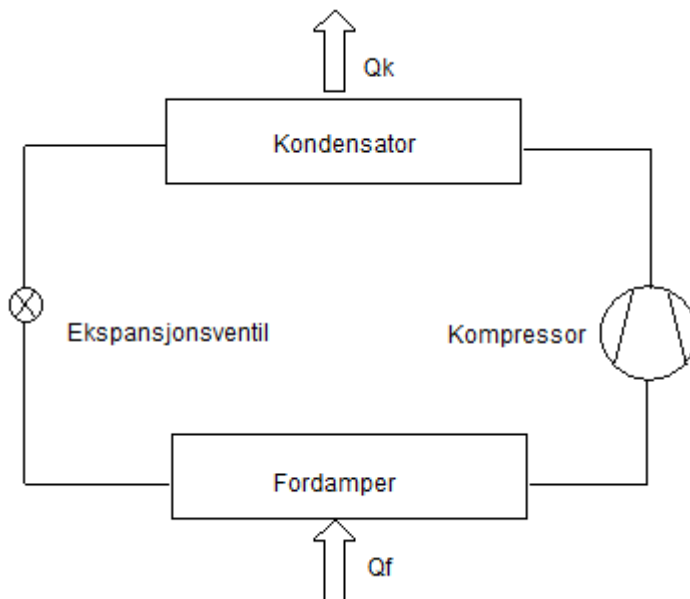 Qk
Kondensator
Ekspansjonsventil
Kompressor
Fordamper
Qf